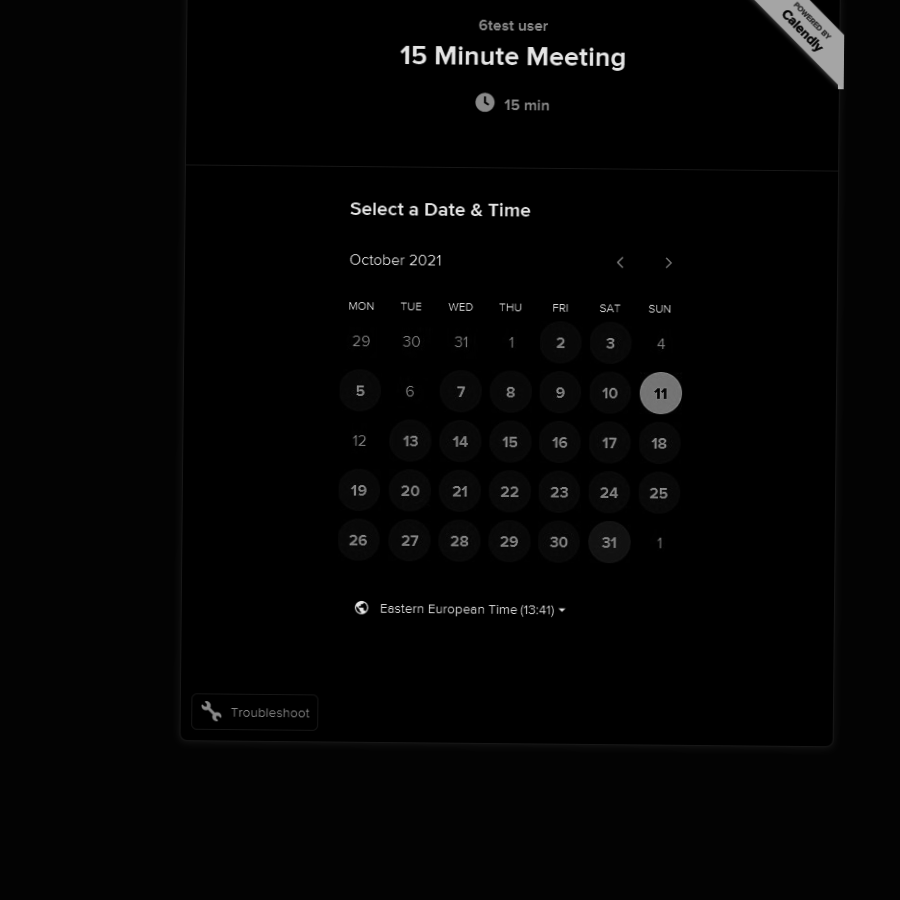 6test user
POWERED BY
Calendly
15 Minute Meeting
15 min
Select a Date & Time
October 2021
MON TUE WED THU FRI SAT SUN
29 30 31 1 2 3 4
5 6 7 8 9 10 11
12 13 14 15 16 17 18
19 20 21 22 23 24 25
26 27 28 29 30 31 1
Eastern European Time (13:41)
Troubleshoot